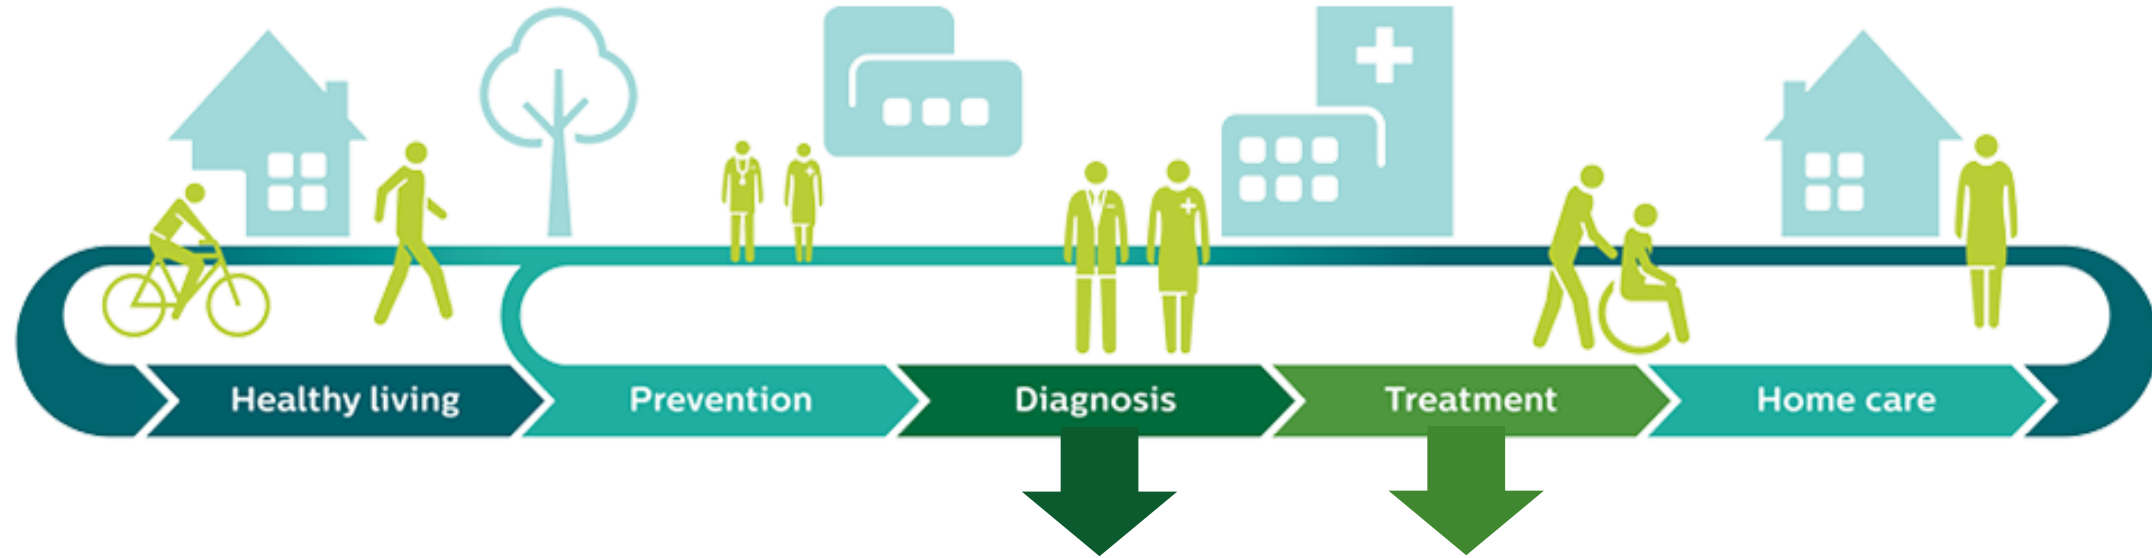 Healthy living
Prevention
Diagnosis
Treatment
Home care